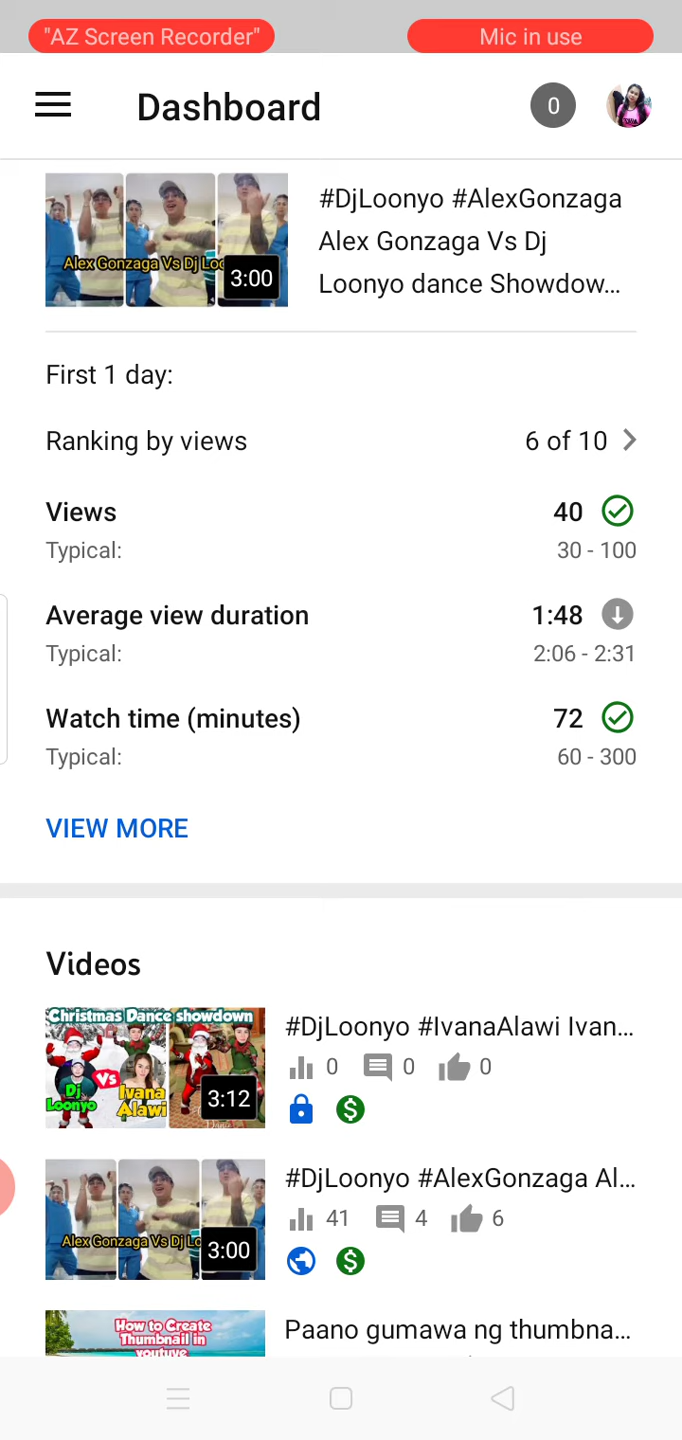 "AZ Screen Recorder"
Mic in use
Dashboard
0
Alex Gonzaga Vs Dj Loo
3:00
#DjLoonyo #AlexGonzaga
Alex Gonzaga Vs Dj
Loonyo dance Showdow...
First 1 day:
Ranking by views
6 of 10
Views
40
Typical:
30 - 100
Average view duration
1:48
Typical:
2:06 - 2:31
Watch time (minutes)
72
Typical:
60 - 300
VIEW MORE
Videos
Christmas Dance showdown
Dj
Loonyo
Vs
Ivana
Alawi
3:12
#DjLoonyo #IvanaAlawi Ivan...
0
0
0
Alex Gonzaga Vs Dj Lo
3:00
#DjLoonyo #AlexGonzaga Al...
41
4
6
How to Create
Thumbnail in
youtuve
Paano gumawa ng thumbna...